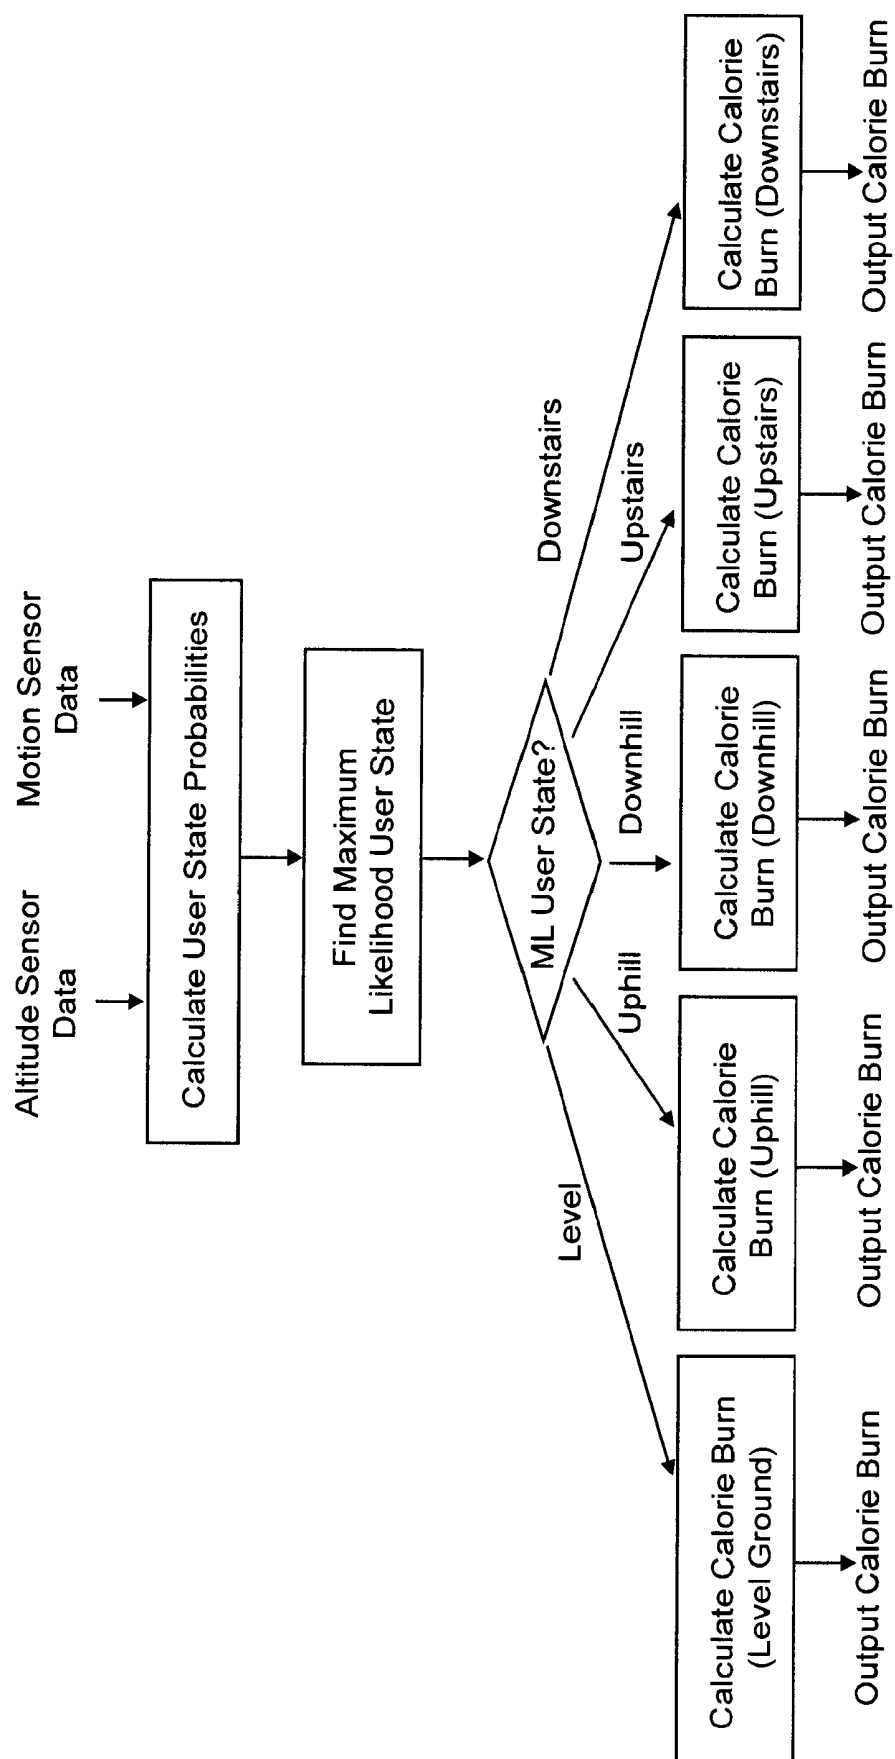 Altitude Sensor
Data
Motion Sensor
Data
Calculate User State Probabilities
Find Maximum
Likelihood User State
ML User State?
Level
Uphill
Downhill
Upstairs
Downstairs
Calculate Calorie Burn
(Level Ground)
Calculate Calorie
Burn (Uphill)
Calculate Calorie
Burn (Downhill)
Calculate Calorie
Burn (Upstairs)
Calculate Calorie
Burn (Downstairs)
Output Calorie Burn
Output Calorie Burn
Output Calorie Burn
Output Calorie Burn
Output Calorie Burn